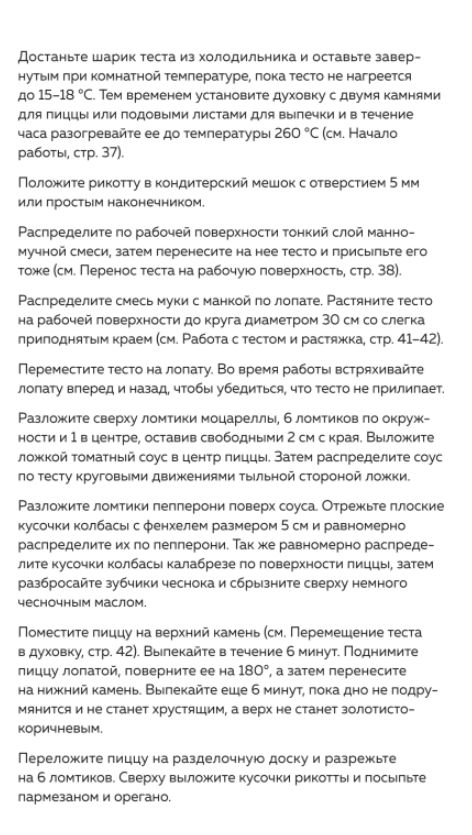 Достаньте шарик теста из холодильника и оставьте завер-
нутым при комнатной температуре, пока тесто не нагреется
до 15–18 °C. Тем временем установите духовку с двумя камнями
для пиццы или подовыми листами для выпечки и в течение
часа разогревайте ее до температуры 260 °C (см. Начало
работы, стр. 37).
Положите рикотту в кондитерский мешок с отверстием 5 мм
или простым наконечником.
Распределите по рабочей поверхности тонкий слой манно-
мучной смеси, затем перенесите на нее тесто и присыпьте его
тоже (см. Перенос теста на рабочую поверхность, стр. 38).
Распределите смесь муки с манкой по лопате. Растяните тесто
на рабочей поверхности до круга диаметром 30 см со слегка
приподнятым краем (см. Работа с тестом и растяжка, стр. 41–42).
Переместите тесто на лопату. Во время работы встряхивайте
лопату вперед и назад, чтобы убедиться, что тесто не прилипает.
Разложите сверху ломтики моцареллы, 6 ломтиков по окруж-
ности и 1 в центре, оставив свободными 2 см с края. Выложите
ложкой томатный соус в центр пиццы. Затем распределите соус
по тесту круговыми движениями тыльной стороной ложки.
Разложите ломтики пепперони поверх соуса. Отрежьте плоские
кусочки колбасы с фенхелем размером 5 см и равномерно
распределите их по пепперони. Так же равномерно распреде-
лите кусочки колбасы калабрезе по поверхности пиццы, затем
разбросайте зубчики чеснока и сбрызните сверху немного
чесночным маслом.
Поместите пиццу на верхний камень (см. Перемещение теста
в духовку, стр. 42). Выпекайте в течение 6 минут. Поднимите
пиццу лопатой, поверните ее на 180°, а затем перенесите
на нижний камень. Выпекайте еще 6 минут, пока дно не подру-
мянится и не станет хрустящим, а верх не станет золотисто-
коричневым.
Переложите пиццу на разделочную доску и разрежьте
на 6 ломтиков. Сверху выложите кусочки рикотты и посыпьте
пармезаном и орегано.